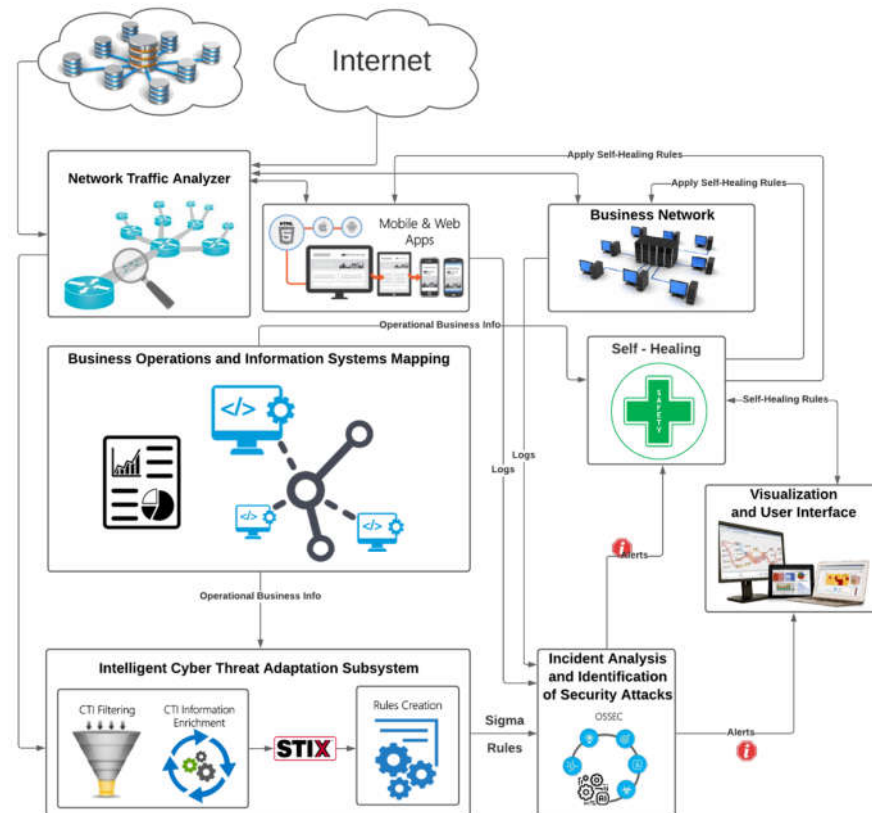 Internet
Network Traffic Analyzer
Apply Self-Healing Rules
Apply Self-Healing Rules
HTML
5
Mobile & Web
Apps
Business Network
Operational Business Info
Business Operations and Information Systems Mapping
</>
</>
</>
Self - Healing
SAFETY
Self-Healing Rules
Logs
Logs
Visualization
and User Interface
Alerts
Operational Business Info
Intelligent Cyber Threat Adaptation Subsystem
CTI Filtering
CTI Information
Enrichment
STIX
Rules Creation
Sigma
Rules
Incident Analysis
and Identification
of Security Attacks
OSSEC
AI
Alerts